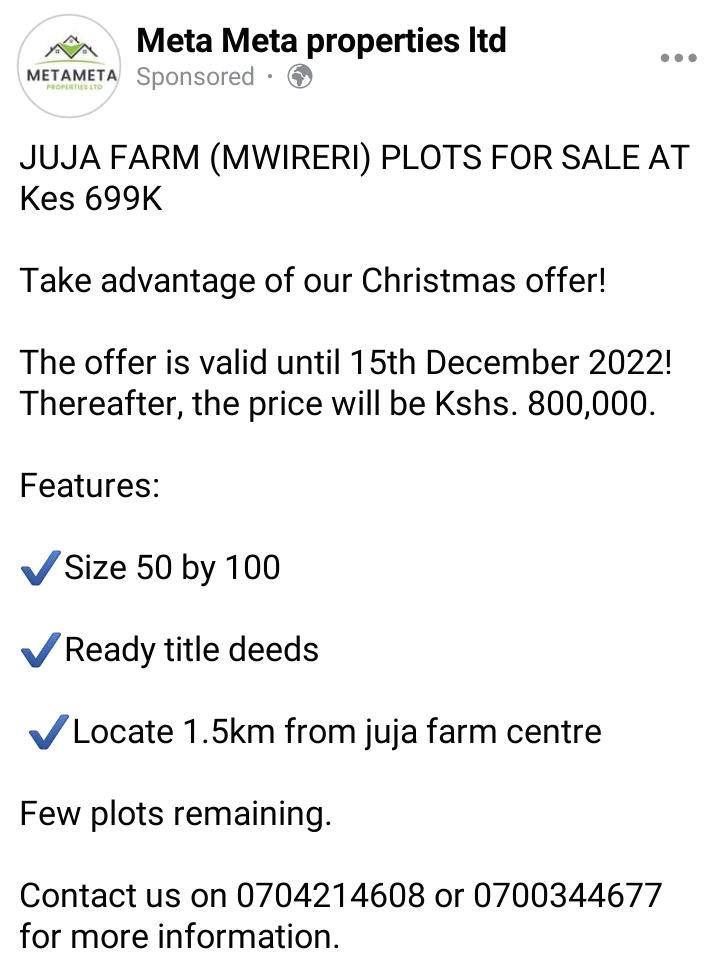 Meta Meta properties ltd
METAMETA
PROPERTIES LTD
Sponsored ·
JUJA FARM (MWIRERI) PLOTS FOR SALE AT
Kes 699K
Take advantage of our Christmas offer!
The offer is valid until 15th December 2022!
Thereafter, the price will be Kshs. 800,000.
Features:
✔Size 50 by 100
✔Ready title deeds
✔Locate 1.5km from juja farm centre
Few plots remaining.
Contact us on 0704214608 or 0700344677
for more information.